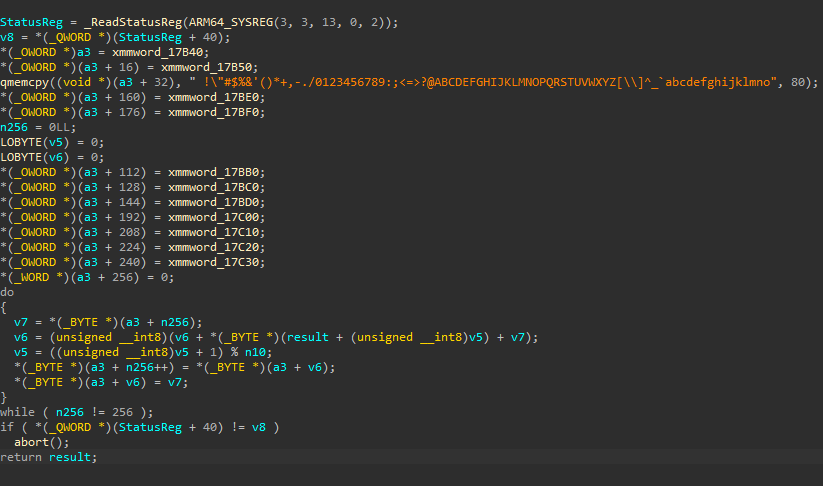 StatusReg = _ReadStatusReg(ARM64_SYSREG(3, 3, 13, 0, 2));
v8 = *(_QWORD *)(StatusReg + 40);
*(_OWORD *)a3 = xmmword_17B40;
*(_OWORD *)(a3 + 16) = xmmword_17B50;
qmemcpy((void *)(a3 + 32), " !\"#$%&'()*+,-./0123456789:;<=>?@ABCDEFGHIJKLMNOPQRSTUVWXYZ[\\]^_`abcdefghijklmno", 80);
*(_OWORD *)(a3 + 160) = xmmword_17BE0;
*(_OWORD *)(a3 + 176) = xmmword_17BF0;
n256 = 0LL;
LOBYTE(v5) = 0;
LOBYTE(v6) = 0;
*(_OWORD *)(a3 + 112) = xmmword_17BB0;
*(_OWORD *)(a3 + 128) = xmmword_17BC0;
*(_OWORD *)(a3 + 144) = xmmword_17BD0;
*(_OWORD *)(a3 + 192) = xmmword_17C00;
*(_OWORD *)(a3 + 208) = xmmword_17C10;
*(_OWORD *)(a3 + 224) = xmmword_17C20;
*(_OWORD *)(a3 + 240) = xmmword_17C30;
*(_WORD *)(a3 + 256) = 0;
do
{
  v7 = *(_BYTE *)(a3 + n256);
  v6 = (unsigned __int8)(v6 + *(_BYTE *)(result + (unsigned __int8)v5) + v7);
  v5 = ((unsigned __int8)v5 + 1) % n10;
  *(_BYTE *)(a3 + n256++) = *(_BYTE *)(a3 + v6);
  *(_BYTE *)(a3 + v6) = v7;
}
while ( n256 != 256 );
if ( *(_QWORD *)(StatusReg + 40) != v8 )
  abort();
return result;